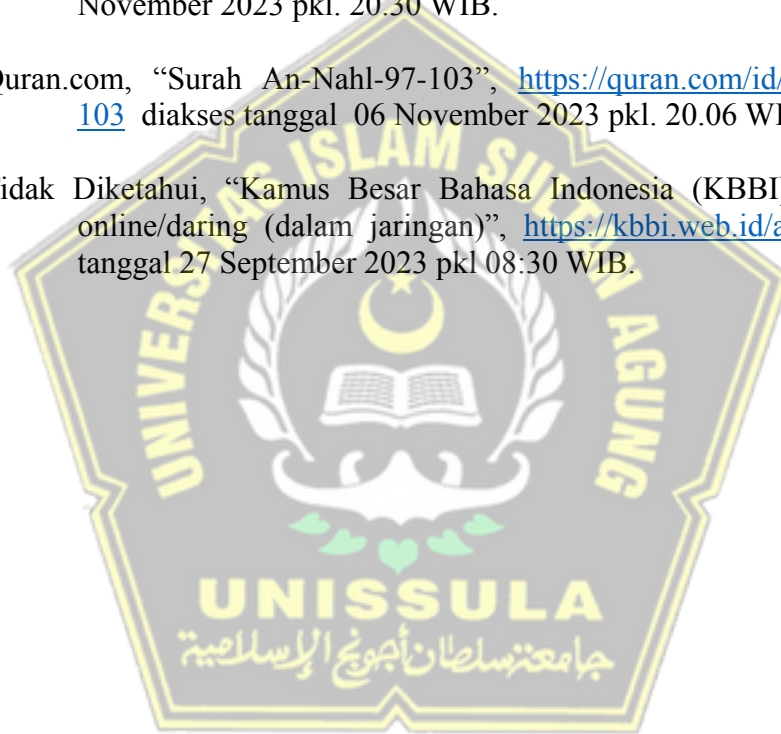 November 2023 pkl. 20.30 WIB.
Quran.com, “Surah An-Nahl-97-103”, https://quran.com/id/
103 diakses tanggal 06 November 2023 pkl. 20.06 WI
idak Diketahui, “Kamus Besar Bahasa Indonesia (KBBI)
online/daring (dalam jaringan)”, https://kbbi.web.id/a
tanggal 27 September 2023 pkl 08:30 WIB.
UNIVERSITAS ISLAM SULTAN AGUNG
UNISSULA
جامعتنسلطان أجونج الإسلامية